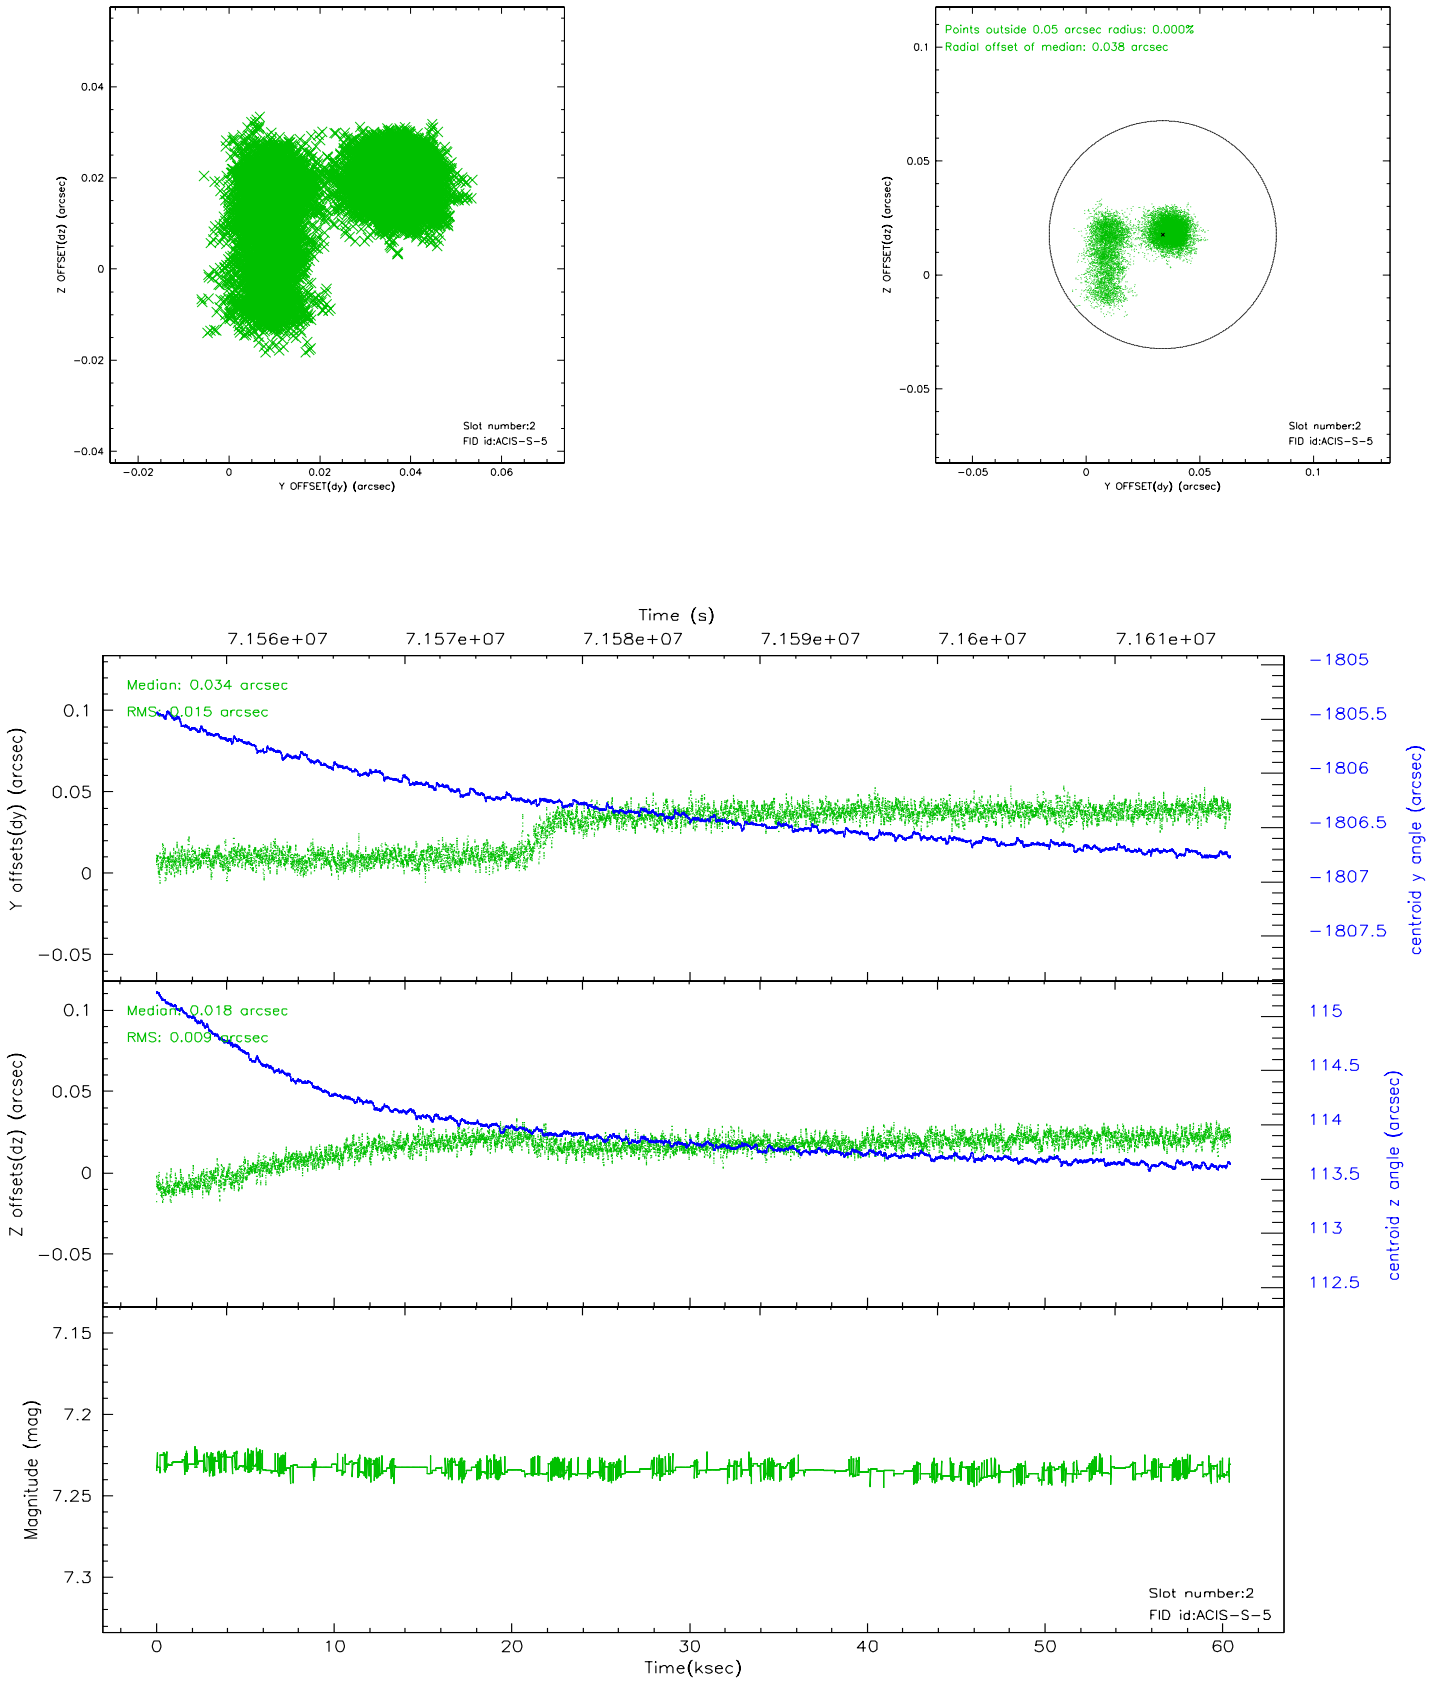 0.04
0.02
0
−0.02
−0.04
Z OFFSET(dz) (arcsec)
−0.02
0
0.02
0.04
0.06
Y OFFSET(dy) (arcsec)
Slot number:2
FID id:ACIS−S−5
Points outside 0.05 arcsec radius: 0.000%
Radial offset of median: 0.038 arcsec
0.1
0.05
0
−0.05
Z OFFSET(dz) (arcsec)
−0.05
0
0.05
0.1
Y OFFSET(dy) (arcsec)
Slot number:2
FID id:ACIS−S−5
Time (s)
7.156e+07
7.157e+07
7.158e+07
7.159e+07
7.16e+07
7.161e+07
Median: 0.034 arcsec
RMS: 0.015 arcsec
0.1
0.05
0
−0.05
Y offsets(dy) (arcsec)
−1805
−1805.5
−1806
−1806.5
−1807
−1807.5
centroid y angle (arcsec)
Median: 0.018 arcsec
RMS: 0.009 arcsec
0.1
0.05
0
−0.05
Z offsets(dz) (arcsec)
115
114.5
114
113.5
113
112.5
centroid z angle (arcsec)
7.15
7.2
7.25
7.3
Magnitude (mag)
Slot number:2
FID id:ACIS−S−5
0
10
20
30
40
50
60
Time(ksec)